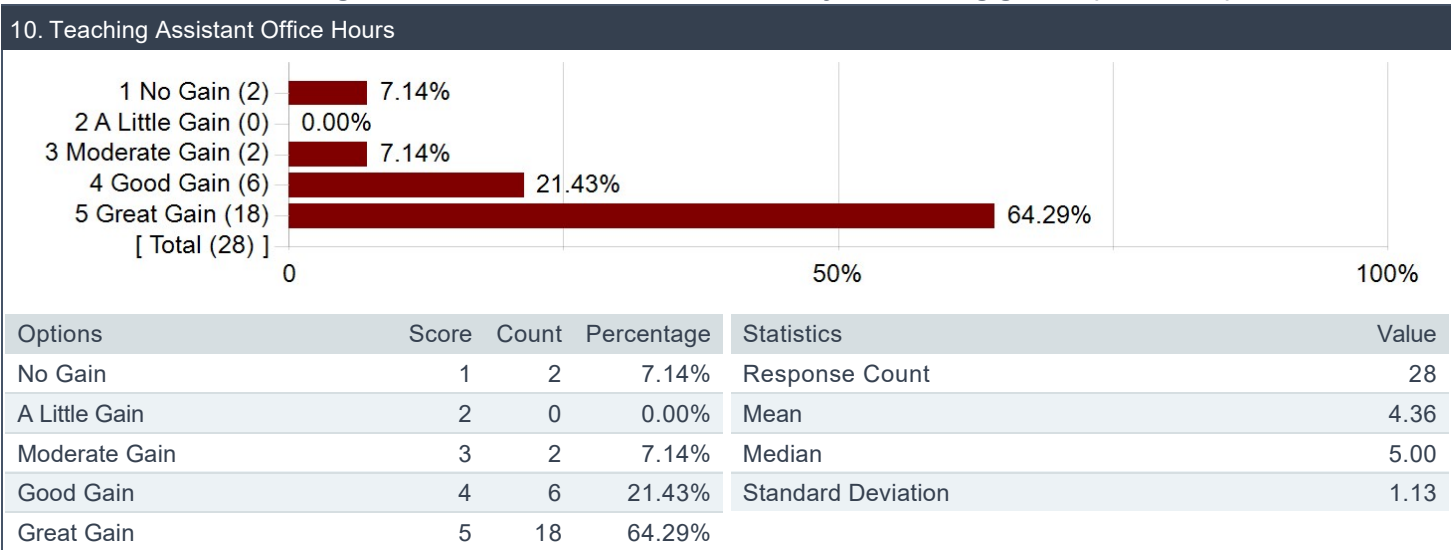 10. Teaching Assistant Office Hours
1 No Gain (2) 7.14%
2 A Little Gain (0) 0.00%
3 Moderate Gain (2) 7.14%
4 Good Gain (6) 21.43%
5 Great Gain (18) 64.29%
[ Total (28) ]
0 50% 100%
Options Score Count Percentage Statistics Value
No Gain 1 2 7.14% Response Count 28
A Little Gain 2 0 0.00% Mean 4.36
Moderate Gain 3 2 7.14% Median 5.00
Good Gain 4 6 21.43% Standard Deviation 1.13
Great Gain 5 18 64.29%